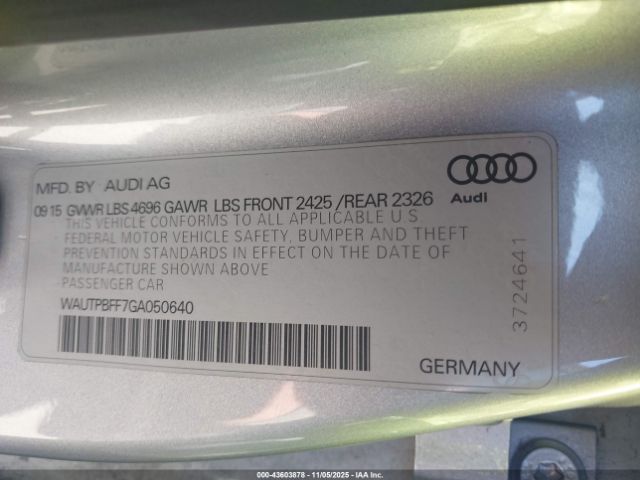 MFD. BY AUDI AG
09 15 GVWR LBS 4696 GAWR LBS FRONT 2425 /REAR 2326
THIS VEHICLE CONFORMS TO ALL APPLICABLE U S
FEDERAL MOTOR VEHICLE SAFETY, BUMPER AND THEFT
PREVENTION STANDARDS IN EFFECT ON THE DATE OF
MANUFACTURE SHOWN ABOVE
PASSENGER CAR
WAUTPBFF7GA050640
Audi
3724641
GERMANY
000-43603878 - 11/05/2025 - IAA Inc.